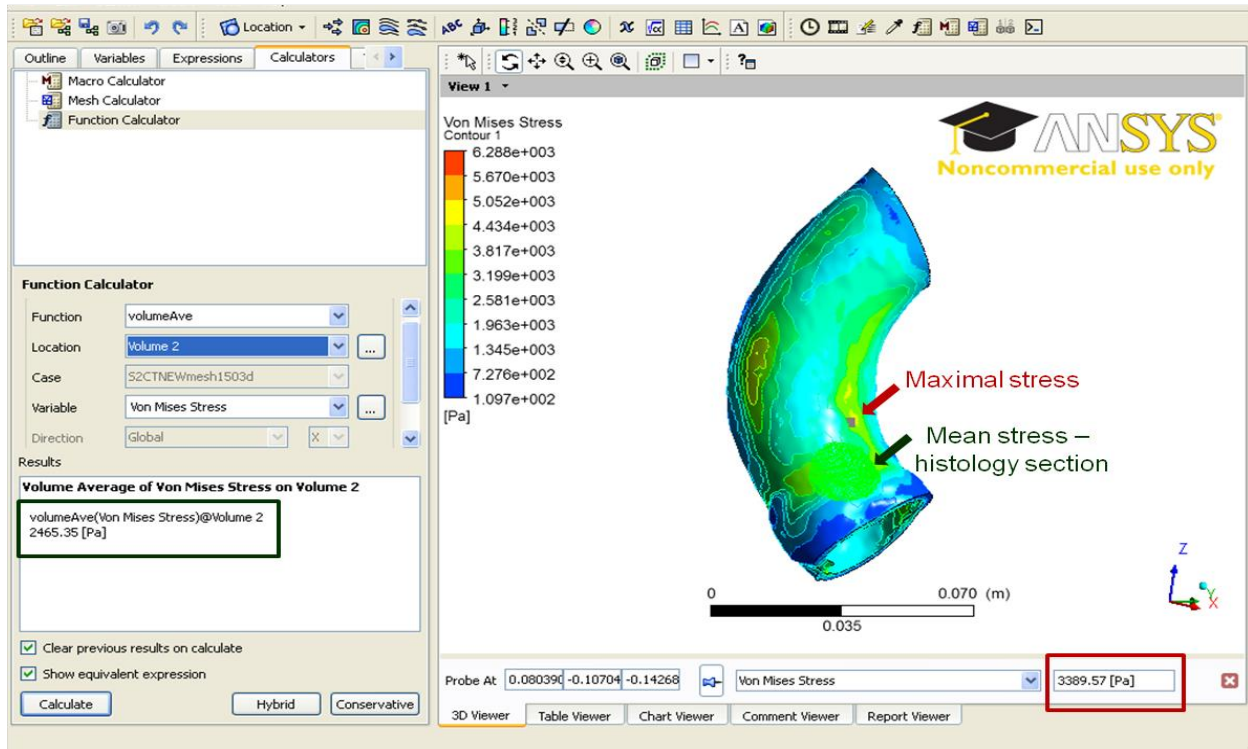 Location
ABC
Outline Variables Expressions Calculators
Macro Calculator
Mesh Calculator
Function Calculator
Function Calculator
Function volumeAve
Location Volume 2 ...
Case S2CTNEWmesh1503d
Variable Von Mises Stress ...
Direction Global X
Results
Volume Average of Von Mises Stress on Volume 2
volumeAve(Von Mises Stress)@Volume 2
2465.35 [Pa]
Clear previous results on calculate
Show equivalent expression
Calculate Hybrid Conservative
View 1
Von Mises Stress
Contour 1
6.288e+003
5.670e+003
5.052e+003
4.434e+003
3.817e+003
3.199e+003
2.581e+003
1.963e+003
1.345e+003
7.276e+002
1.097e+002
[Pa]
ANSYS
Noncommercial use only
Maximal stress
Mean stress –
histology section
0 0.070 (m)
0.035
Z
Y
X
Probe At -0.10704 -0.14268 Von Mises Stress 3389.57 [Pa]
3D Viewer Table Viewer Chart Viewer Comment Viewer Report Viewer